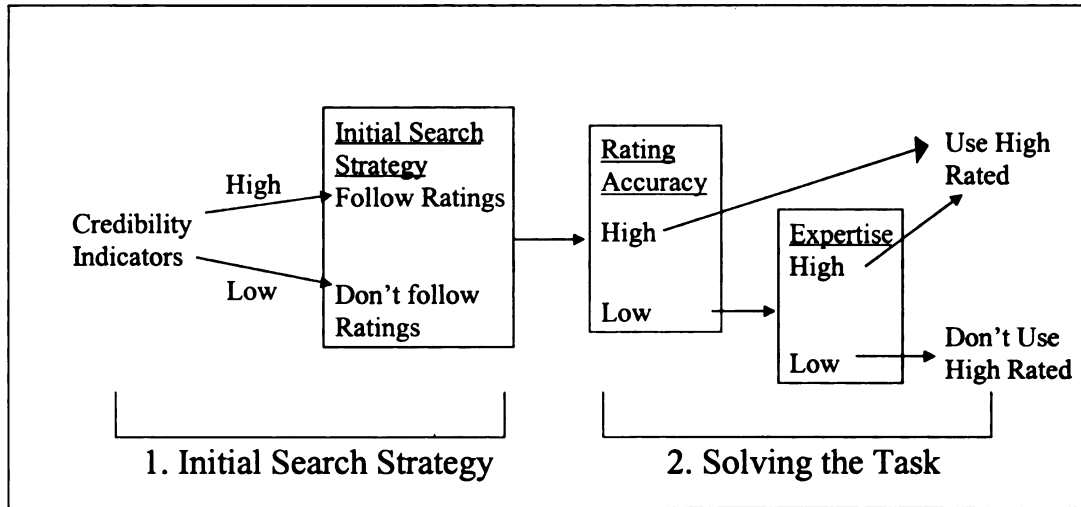 Credibility
Indicators
High
Low
Initial Search
Strategy
Follow Ratings
Don't follow
Ratings
Rating
Accuracy
High
Low
Expertise
High
Low
Use High
Rated
Don't Use
High Rated
1. Initial Search Strategy
2. Solving the Task